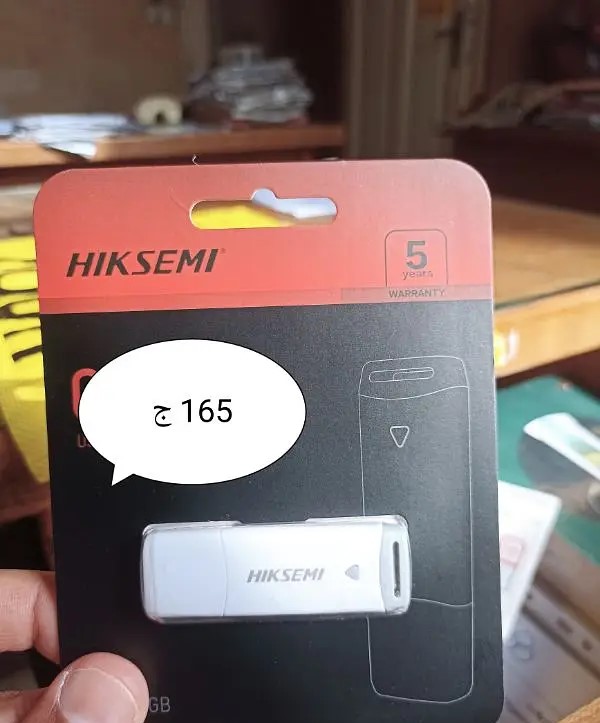 HIKSEMI
5
years
WARRANTY
165 ج
HIKSEMI
GB